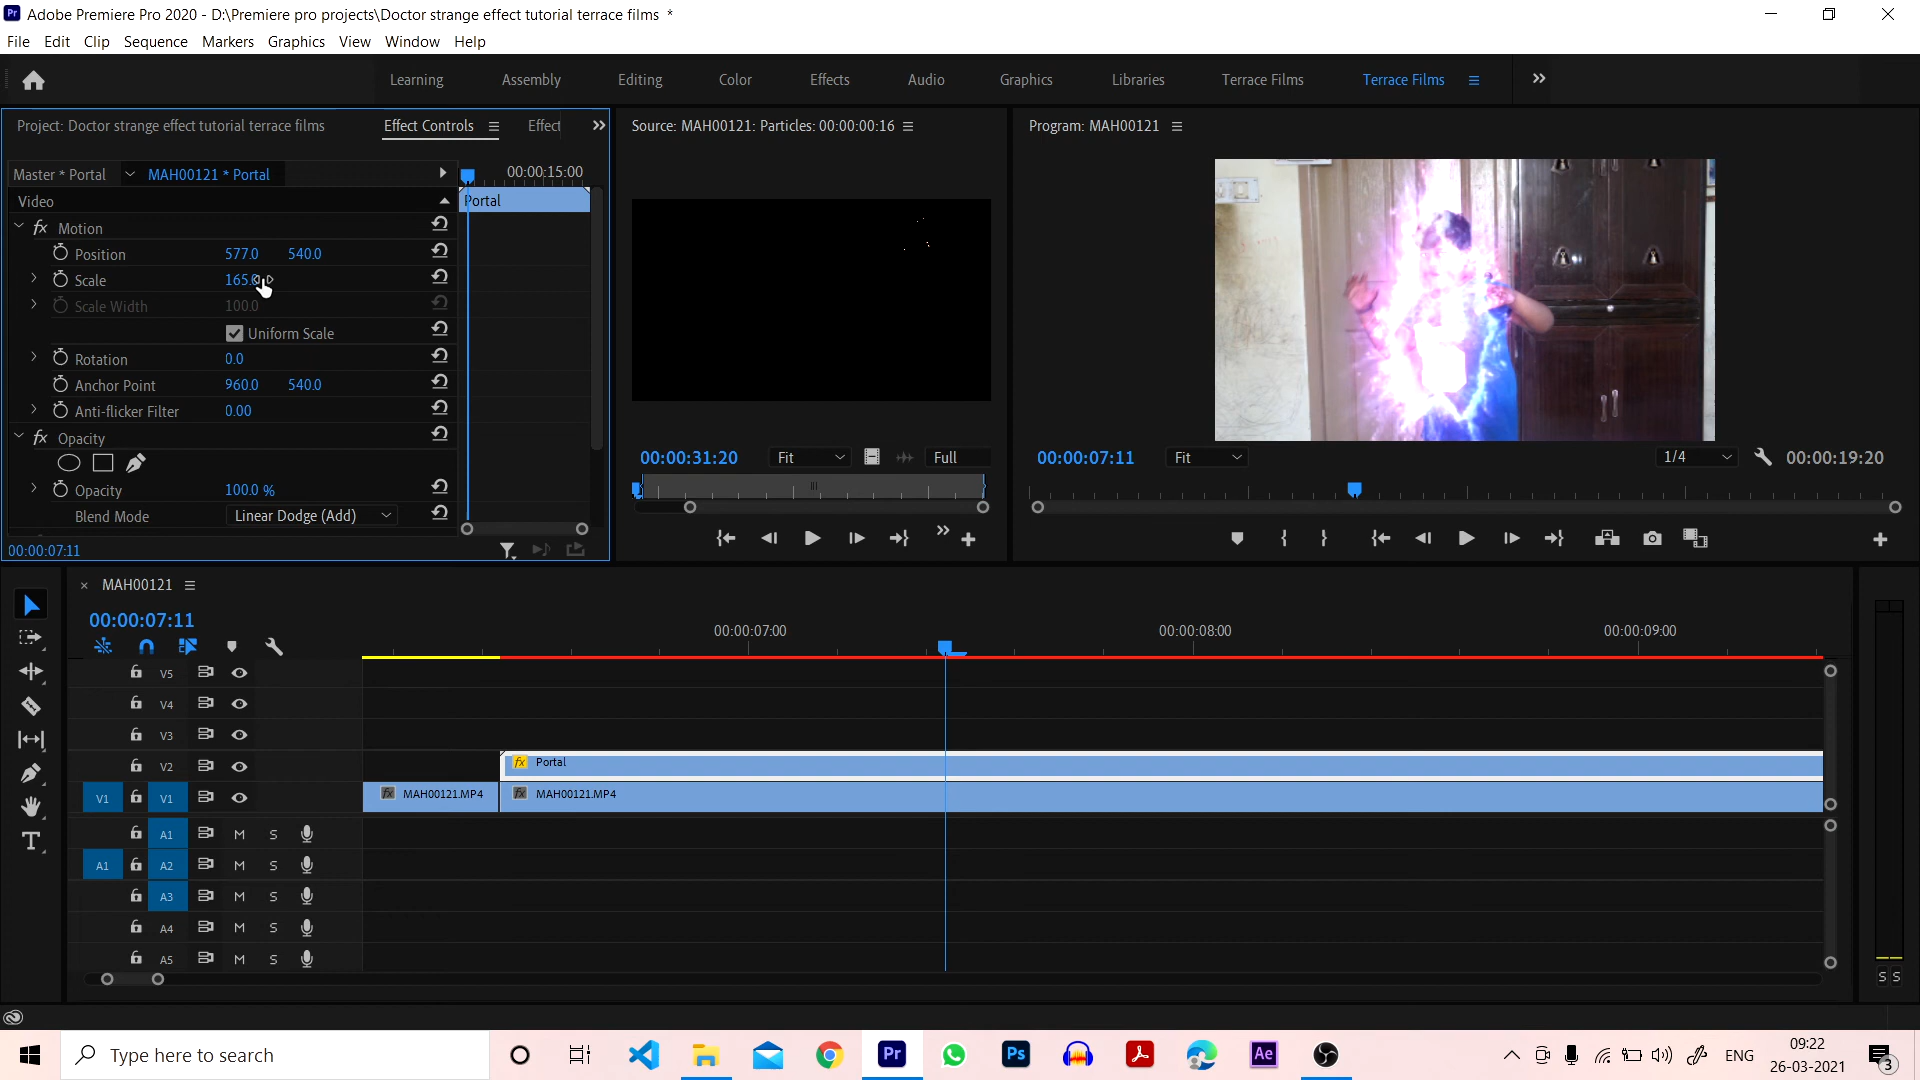 Adobe Premiere Pro 2020 - D:\Premiere pro projects\Doctor strange effect tutorial terrace films *
File Edit Clip Sequence Markers Graphics View Window Help
Learning Assembly Editing Color Effects Audio Graphics Libraries Terrace Films Terrace Films
Project: Doctor strange effect tutorial terrace films Effect Controls Effect
Source: MAH00121: Particles: 00:00:00:16
Program: MAH00121
Master * Portal MAH00121 * Portal 00:00:15:00
Video Portal
fx Motion
Position 577.0 540.0
Scale 165.0
Scale Width 100.0
Uniform Scale
Rotation 0.0
Anchor Point 960.0 540.0
Anti-flicker Filter 0.00
fx Opacity
Opacity 100.0 %
Blend Mode Linear Dodge (Add)
00:00:07:11
00:00:31:20 Fit Full
00:00:07:11 Fit 1/4 00:00:19:20
× MAH00121
00:00:07:11
00:00:07:00 00:00:08:00 00:00:09:00
V5
V4
V3
V2 fx Portal
V1 V1 fx MAH00121.MP4 fx MAH00121.MP4
A1 M S
A1 A2 M S
A3 M S
A4 M S
A5 M S
S S
Type here to search
Pr Ps Ae
ENG
09:22
26-03-2021
3